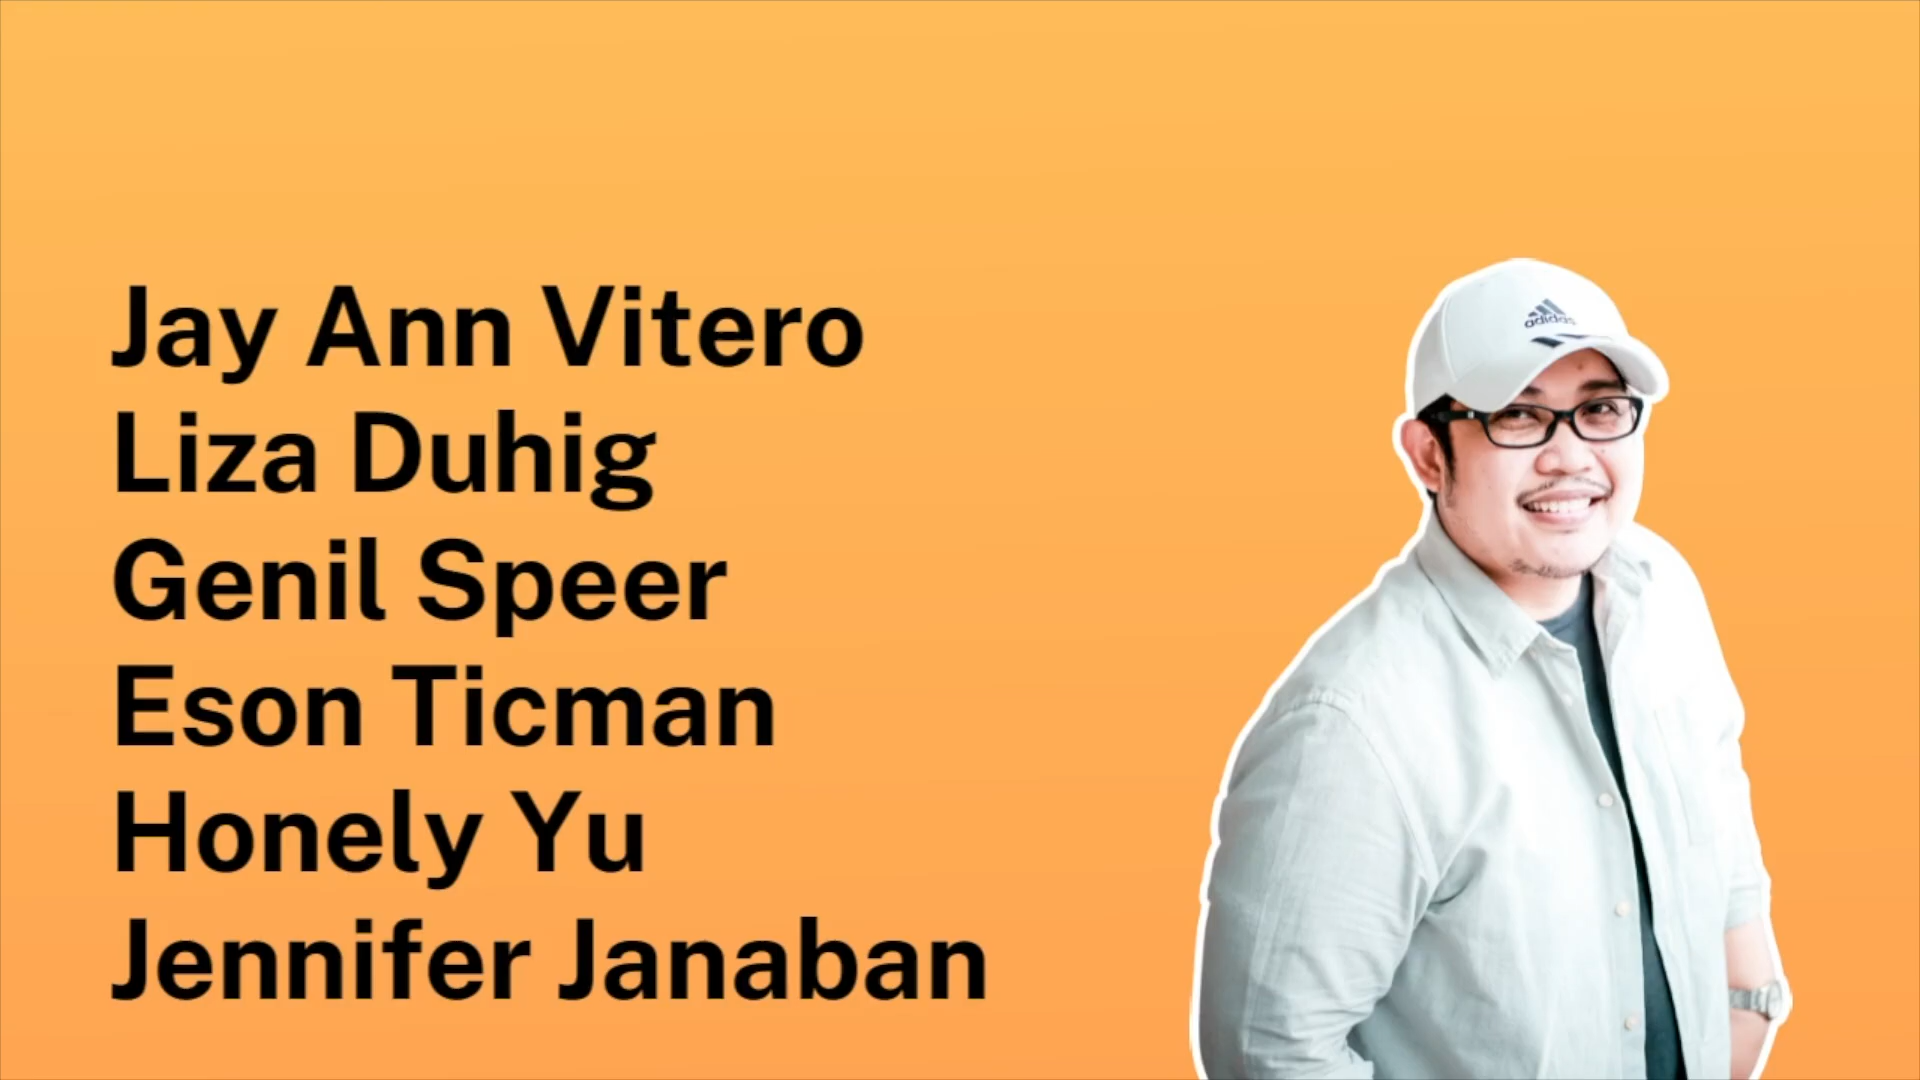 Jay Ann Vitero
Liza Duhig
Genil Speer
Eson Ticman
Honely Yu
Jennifer Janaban
adidas